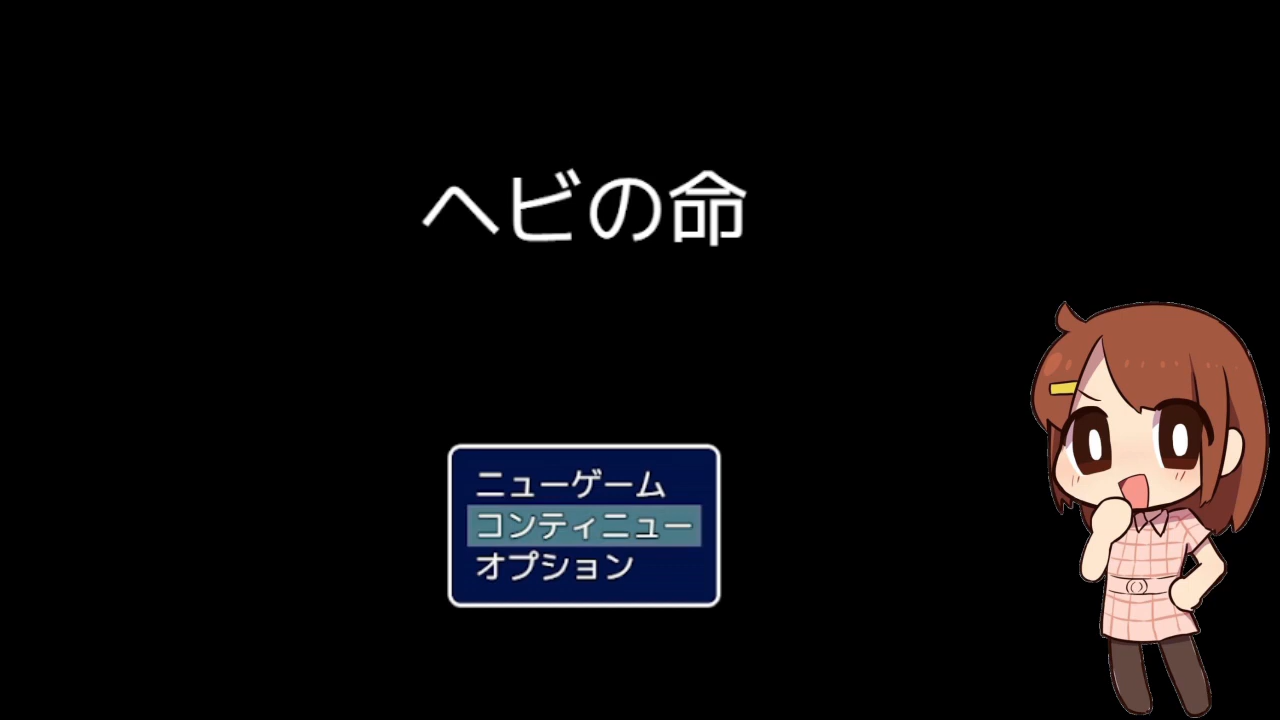 ヘビの命
ニューゲーム
コンティニュー
オプション